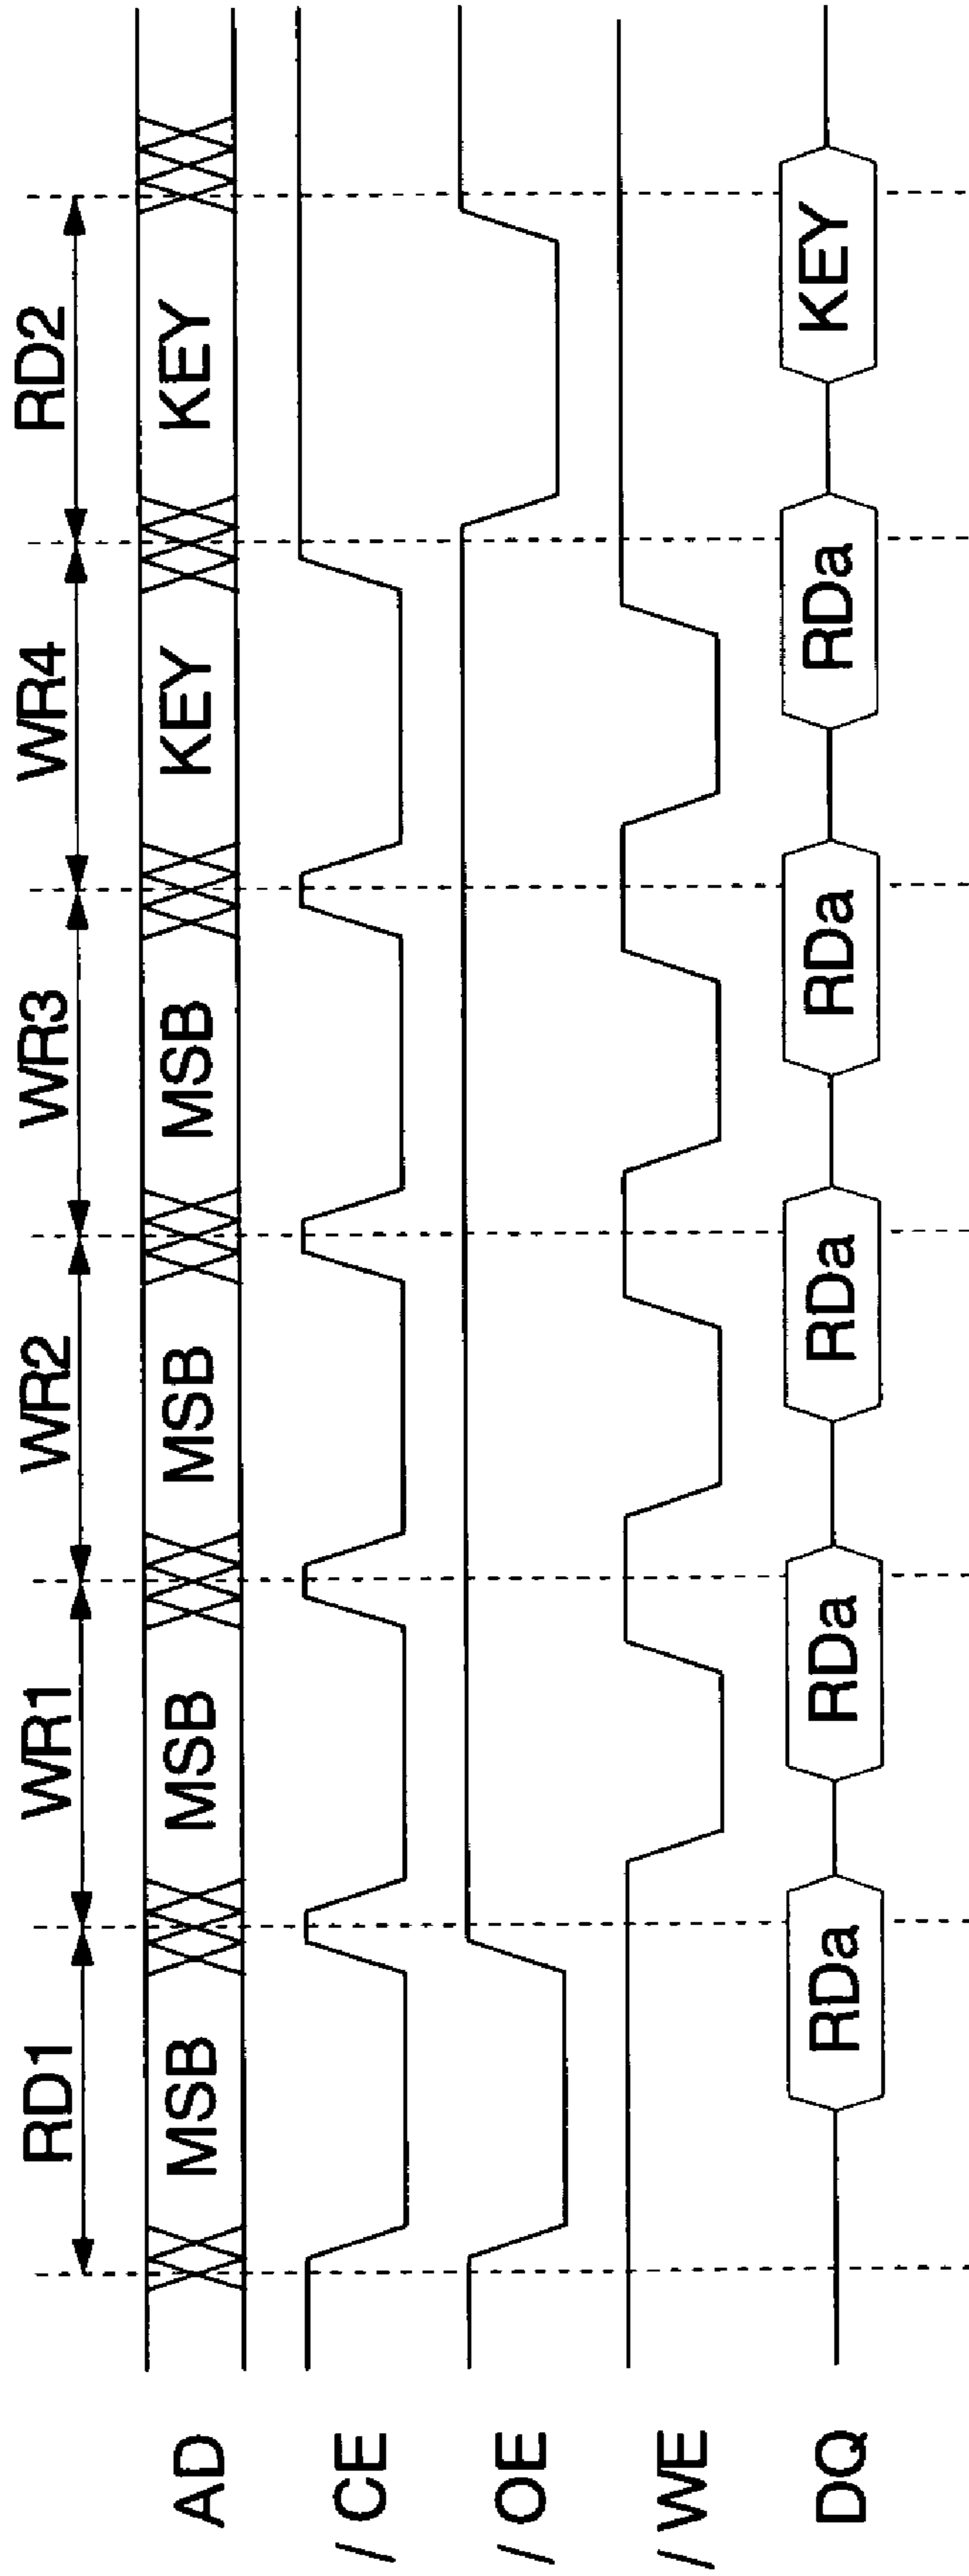 RD1 WR1 WR2 WR3 WR4 RD2
AD MSB MSB MSB MSB KEY KEY
/ CE
/ OE
/ WE
DQ RDa RDa RDa RDa RDa KEY